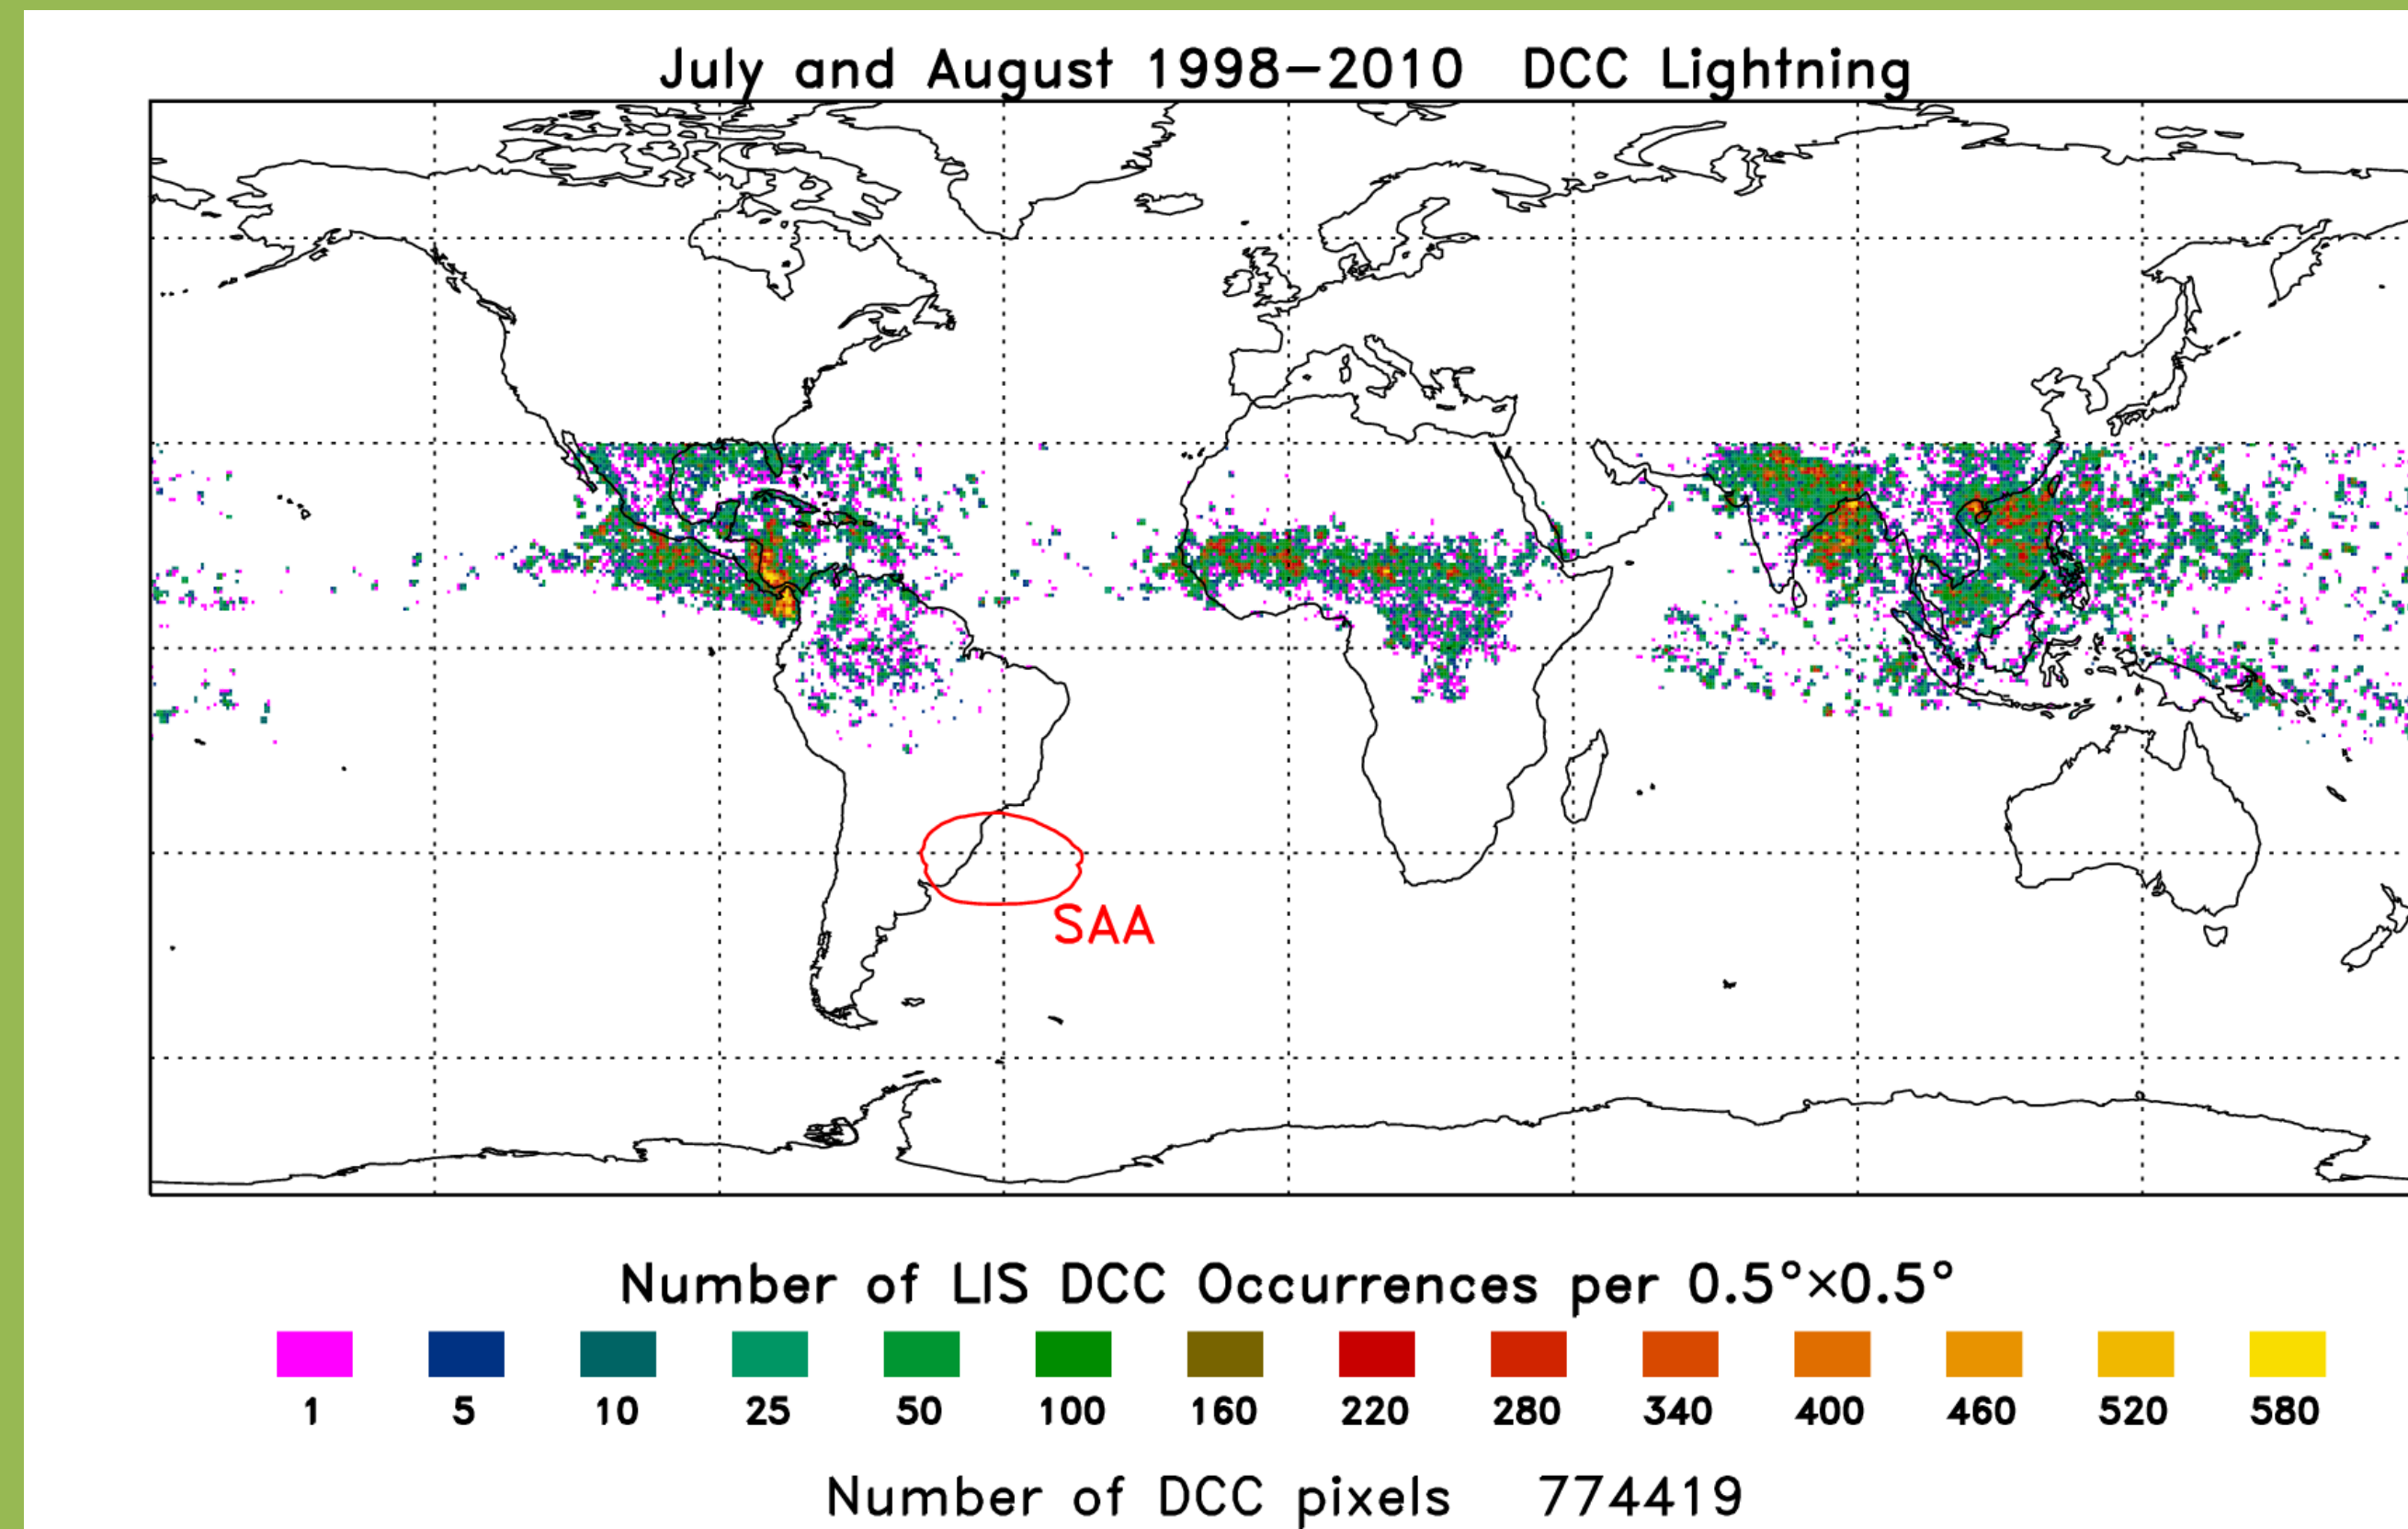 July and August 1998-2010 DCC Lightning
SAA
Number of LIS DCC Occurrences per 0.5°×0.5°
1 5 10 25 50 100 160 220 280 340 400 460 520 580
Number of DCC pixels 774419